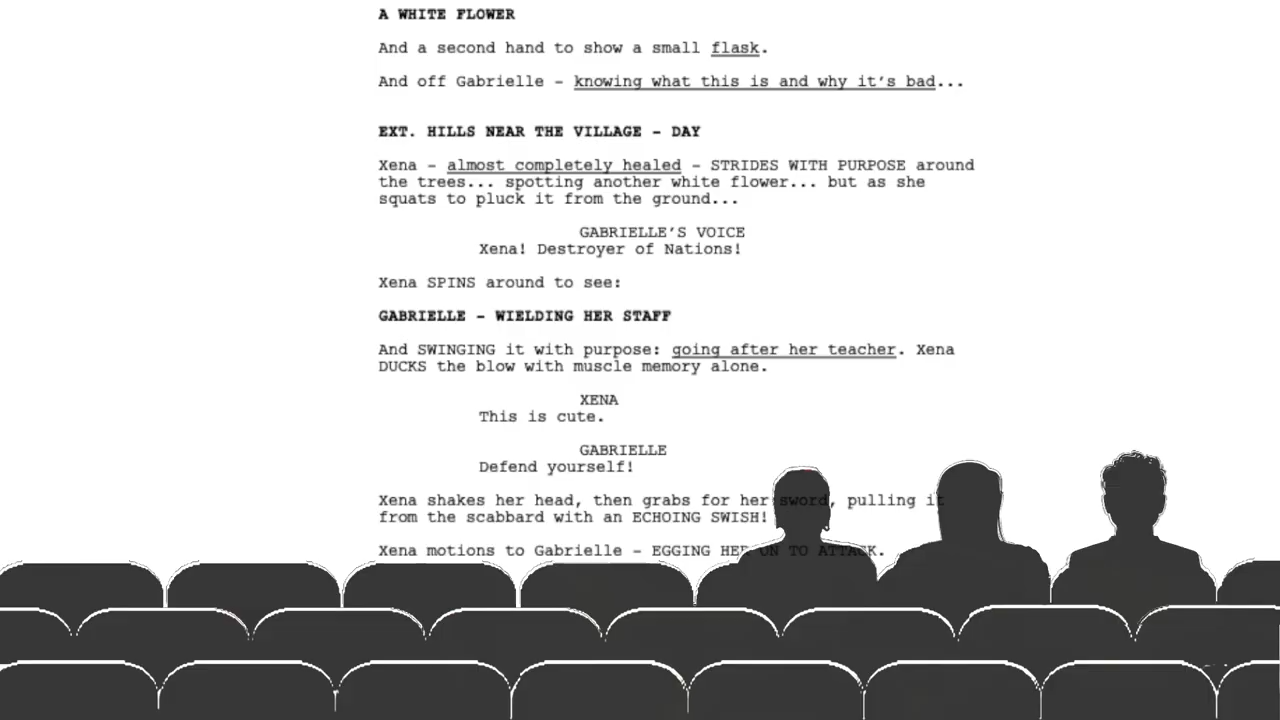 A WHITE FLOWER
And a second hand to show a small flask.
And off Gabrielle – knowing what this is and why it's bad...
EXT. HILLS NEAR THE VILLAGE – DAY
Xena – almost completely healed – STRIDES WITH PURPOSE around
the trees... spotting another white flower... but as she
squats to pluck it from the ground...
GABRIELLE'S VOICE
Xena! Destroyer of Nations!
Xena SPINS around to see:
GABRIELLE – WIELDING HER STAFF
And SWINGING it with purpose: going after her teacher. Xena
DUCKS the blow with muscle memory alone.
XENA
This is cute.
GABRIELLE
Defend yourself!
Xena shakes her head, then grabs for her sword, pulling it
from the scabbard with an ECHOING SWISH!
Xena motions to Gabrielle – EGGING HER ON TO ATTACK.